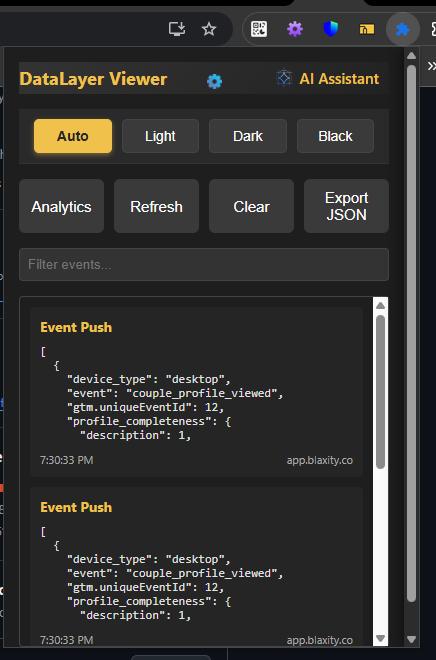 DataLayer Viewer
AI Assistant
Auto Light Dark Black
Analytics Refresh Clear Export
JSON
Filter events...
Event Push
[
{
"device_type": "desktop",
"event": "couple_profile_viewed",
"gtm.uniqueEventId": 12,
"profile_completeness": {
"description": 1,
7:30:33 PM app.blaxity.co
Event Push
[
{
"device_type": "desktop",
"event": "couple_profile_viewed",
"gtm.uniqueEventId": 12,
"profile_completeness": {
"description": 1,
7:30:33 PM app.blaxity.co